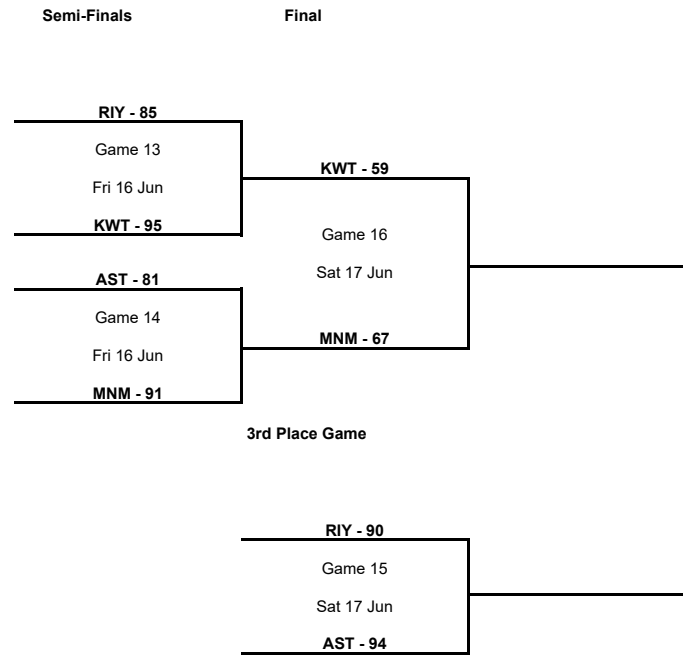 Semi-Finals Final
RIY - 85
Game 13
Fri 16 Jun
KWT - 95
AST - 81
Game 14
Fri 16 Jun
MNM - 91
KWT - 59
Game 16
Sat 17 Jun
MNM - 67
3rd Place Game
RIY - 90
Game 15
Sat 17 Jun
AST - 94